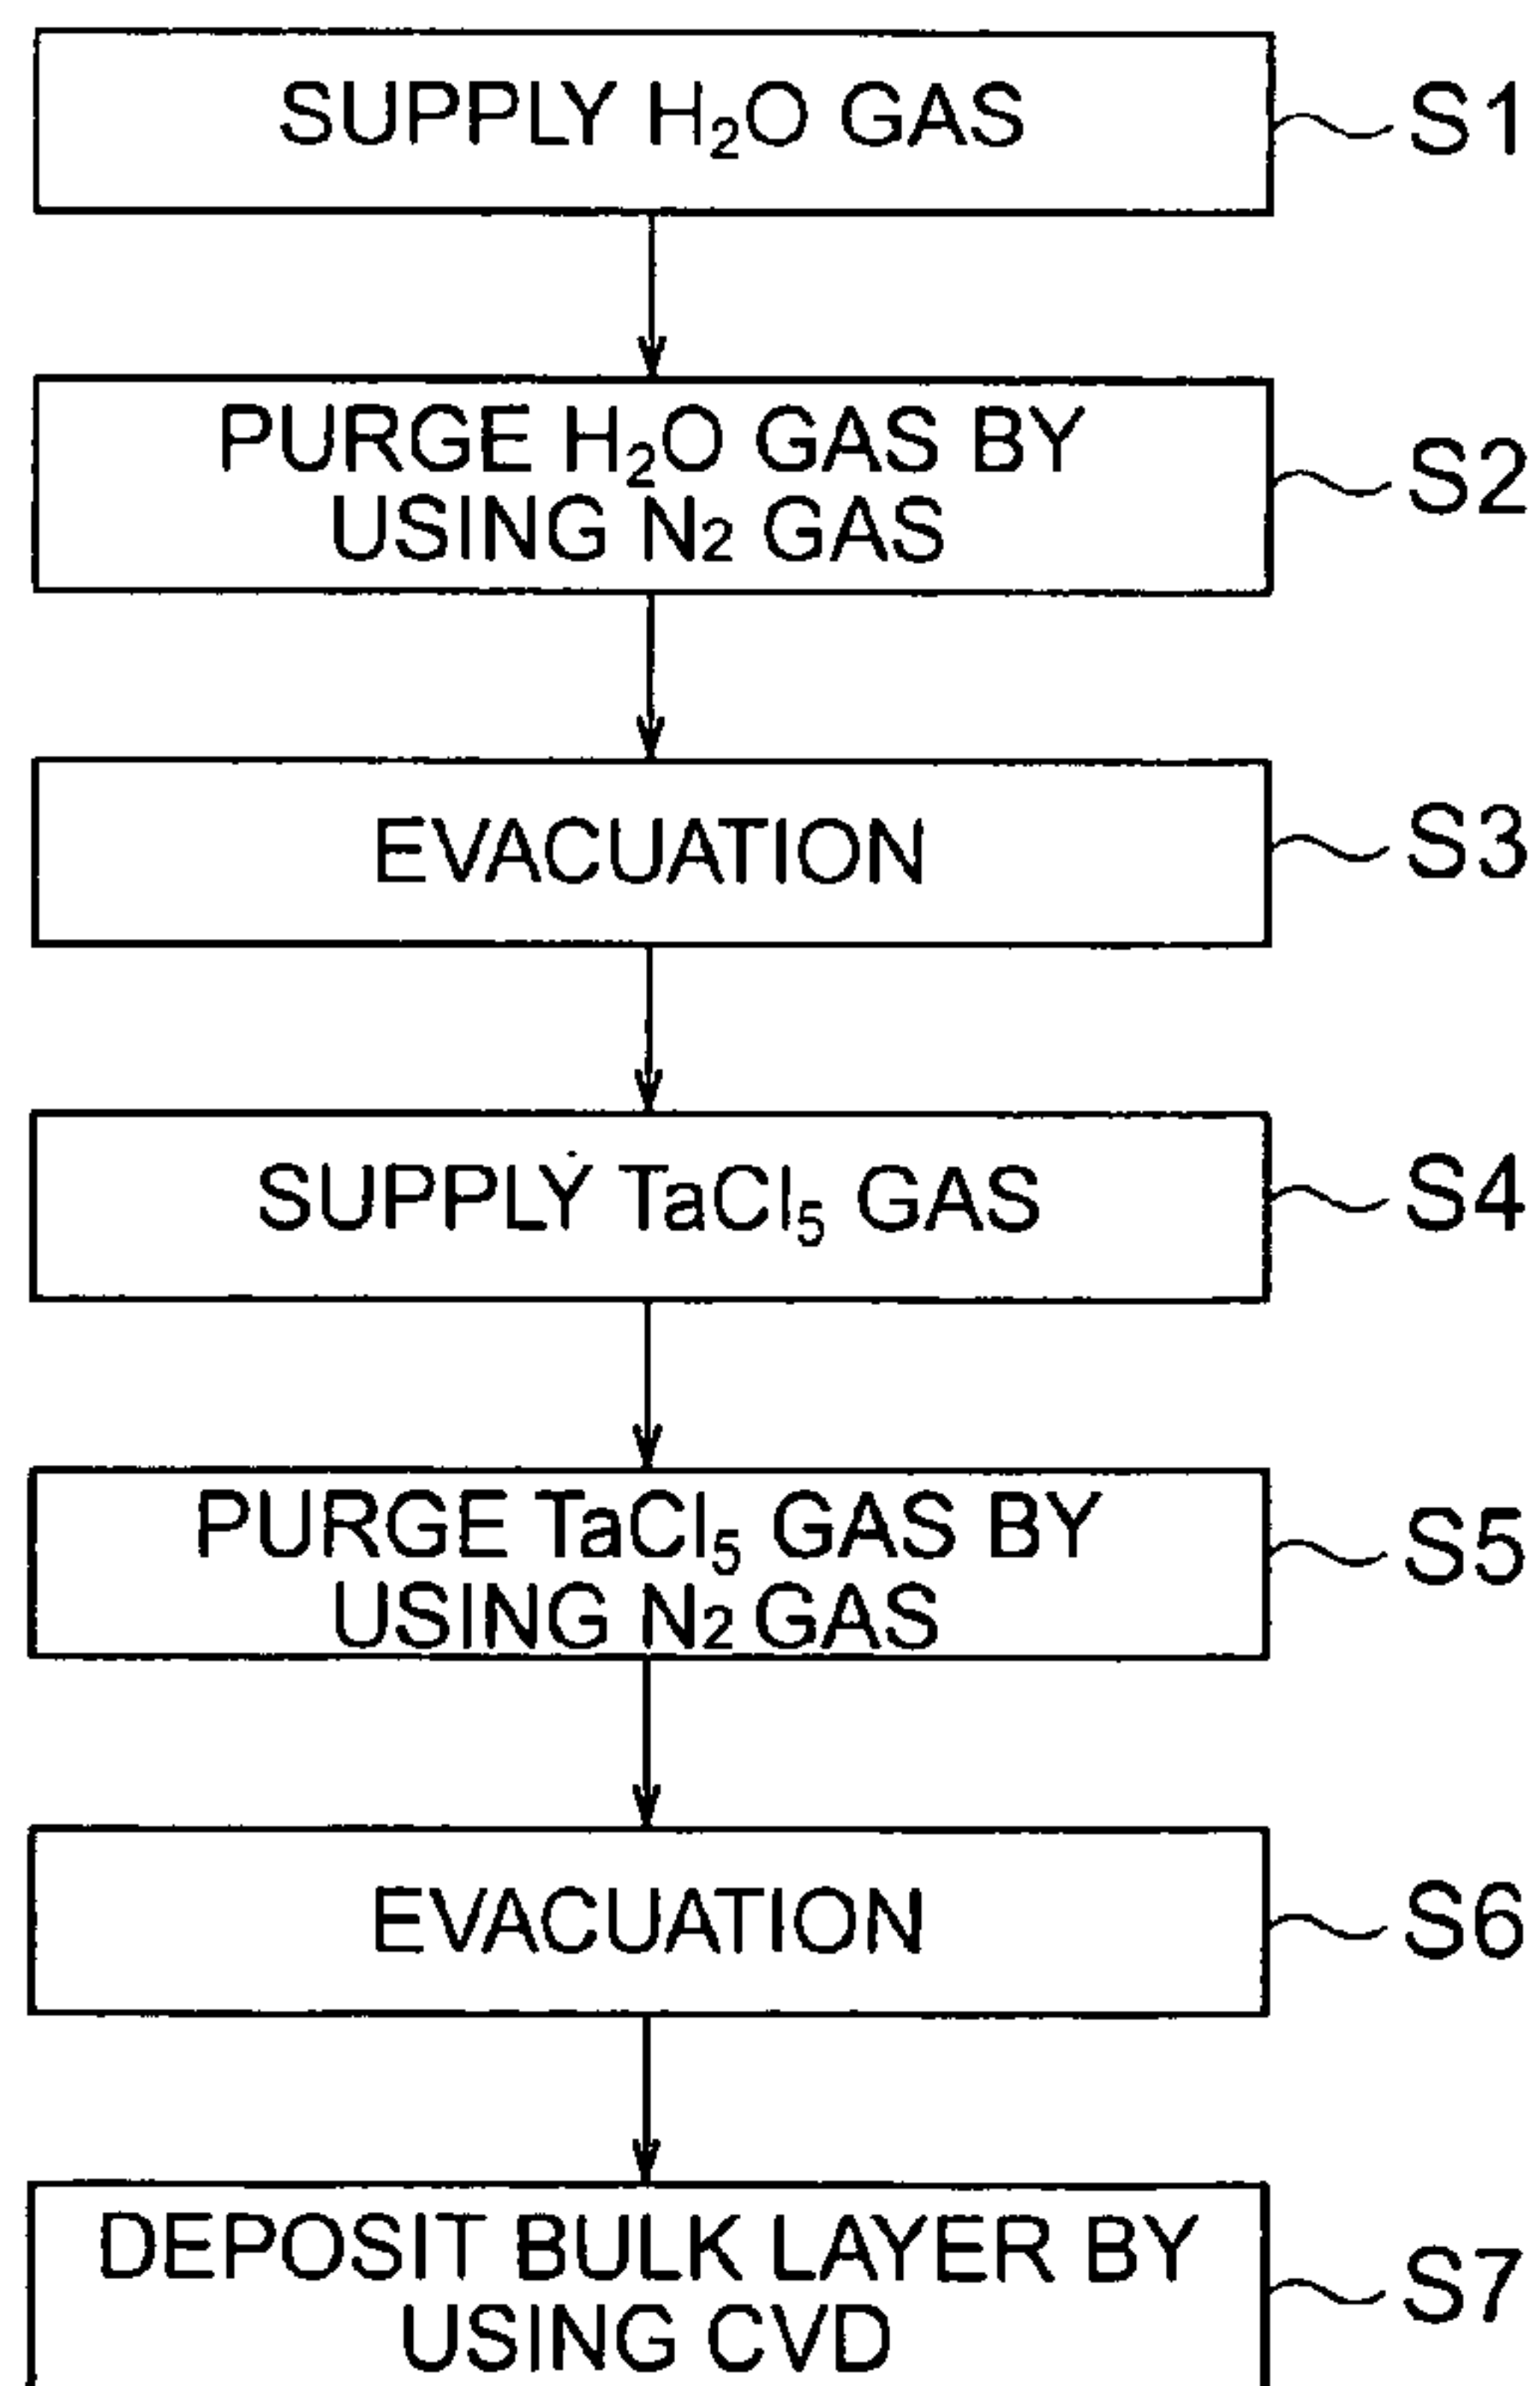 SUPPLY H₂O GAS
S1
PURGE H₂O GAS BY
USING N₂ GAS
S2
EVACUATION
S3
SUPPLY TaCl₅ GAS
S4
PURGE TaCl₅ GAS BY
USING N₂ GAS
S5
EVACUATION
S6
DEPOSIT BULK LAYER BY
USING CVD
S7